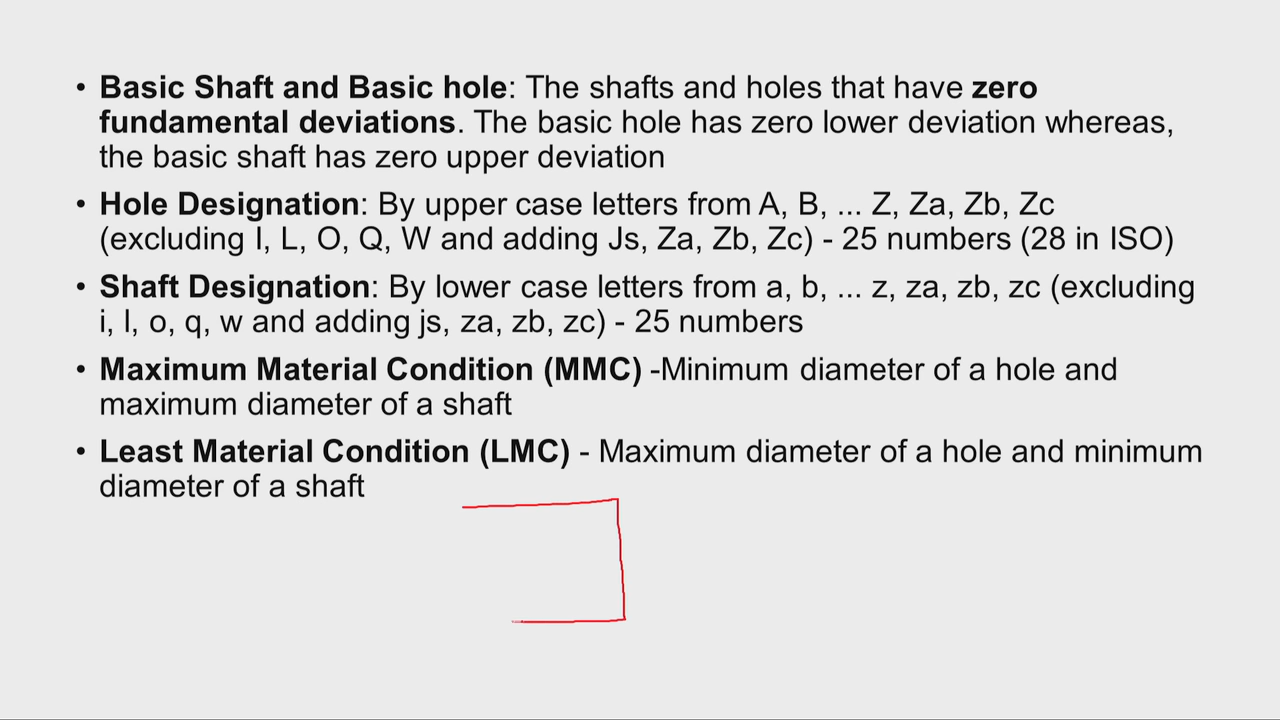 • Basic Shaft and Basic hole: The shafts and holes that have zero
fundamental deviations. The basic hole has zero lower deviation whereas,
the basic shaft has zero upper deviation
• Hole Designation: By upper case letters from A, B, ... Z, Za, Zb, Zc
(excluding I, L, O, Q, W and adding Js, Za, Zb, Zc) - 25 numbers (28 in ISO)
• Shaft Designation: By lower case letters from a, b, ... z, za, zb, zc (excluding
i, l, o, q, w and adding js, za, zb, zc) - 25 numbers
• Maximum Material Condition (MMC) -Minimum diameter of a hole and
maximum diameter of a shaft
• Least Material Condition (LMC) - Maximum diameter of a hole and minimum
diameter of a shaft